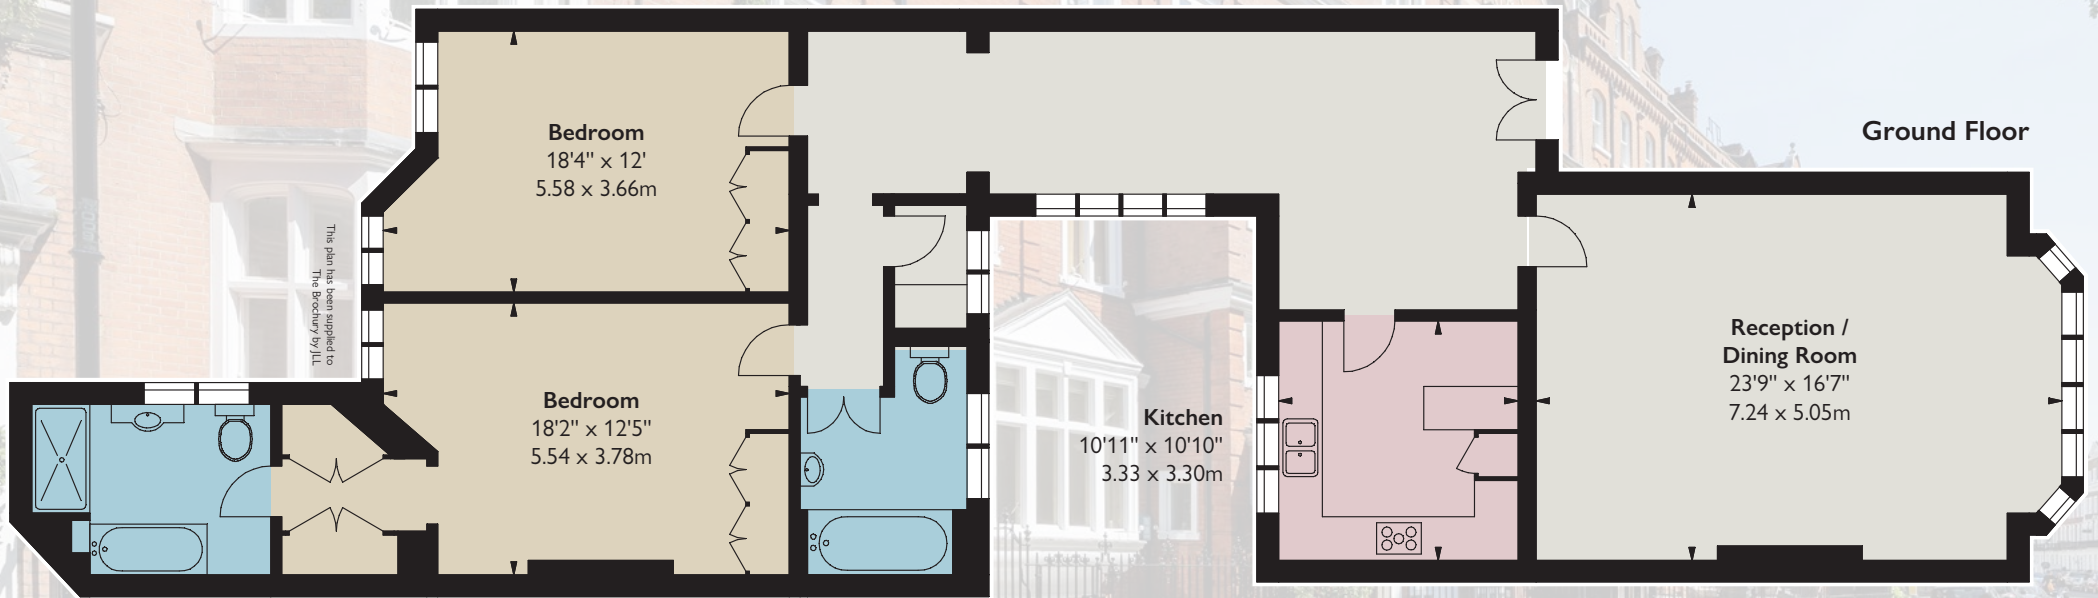 Ground Floor
Bedroom
18'4" x 12'
5.58 x 3.66m
This plan has been supplied to
The Brochury by JLL
Bedroom
18'2" x 12'5"
5.54 x 3.78m
Kitchen
10'11" x 10'10"
3.33 x 3.30m
Reception /
Dining Room
23'9" x 16'7"
7.24 x 5.05m